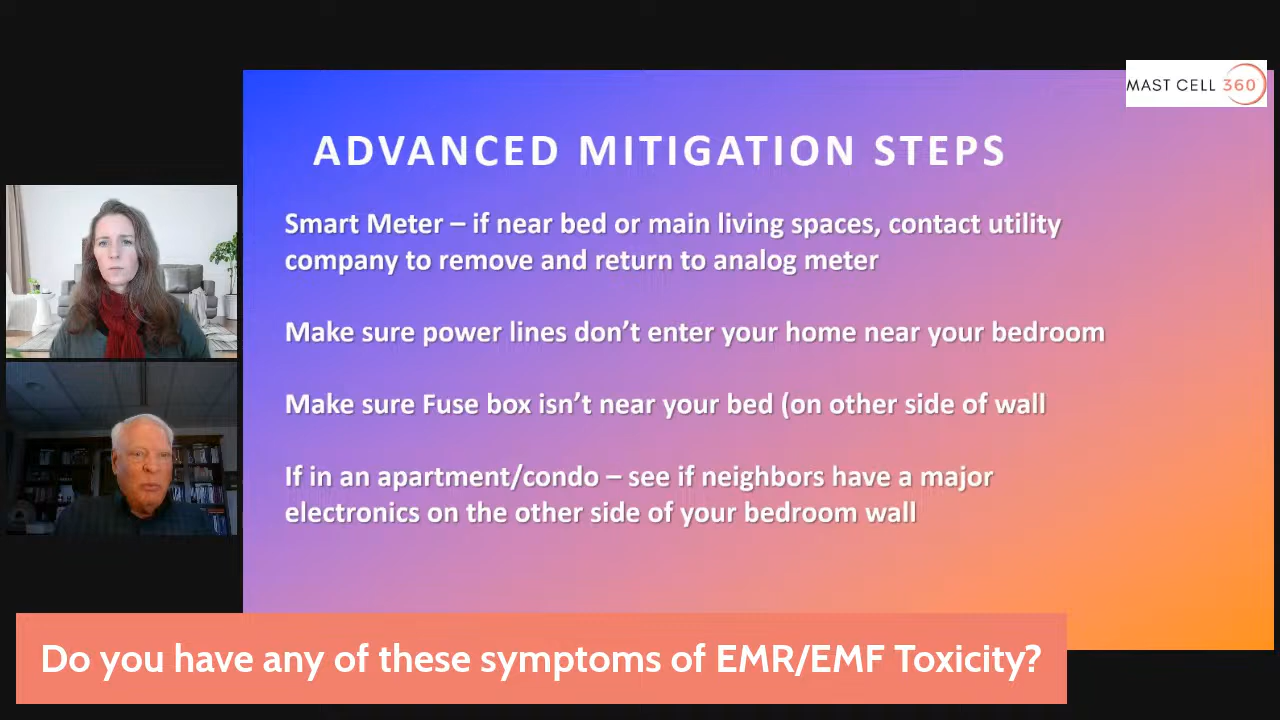 MAST CELL 360
ADVANCED MITIGATION STEPS
Smart Meter – if near bed or main living spaces, contact utility
company to remove and return to analog meter
Make sure power lines don’t enter your home near your bedroom
Make sure Fuse box isn’t near your bed (on other side of wall
If in an apartment/condo – see if neighbors have a major
electronics on the other side of your bedroom wall
Do you have any of these symptoms of EMR/EMF Toxicity?